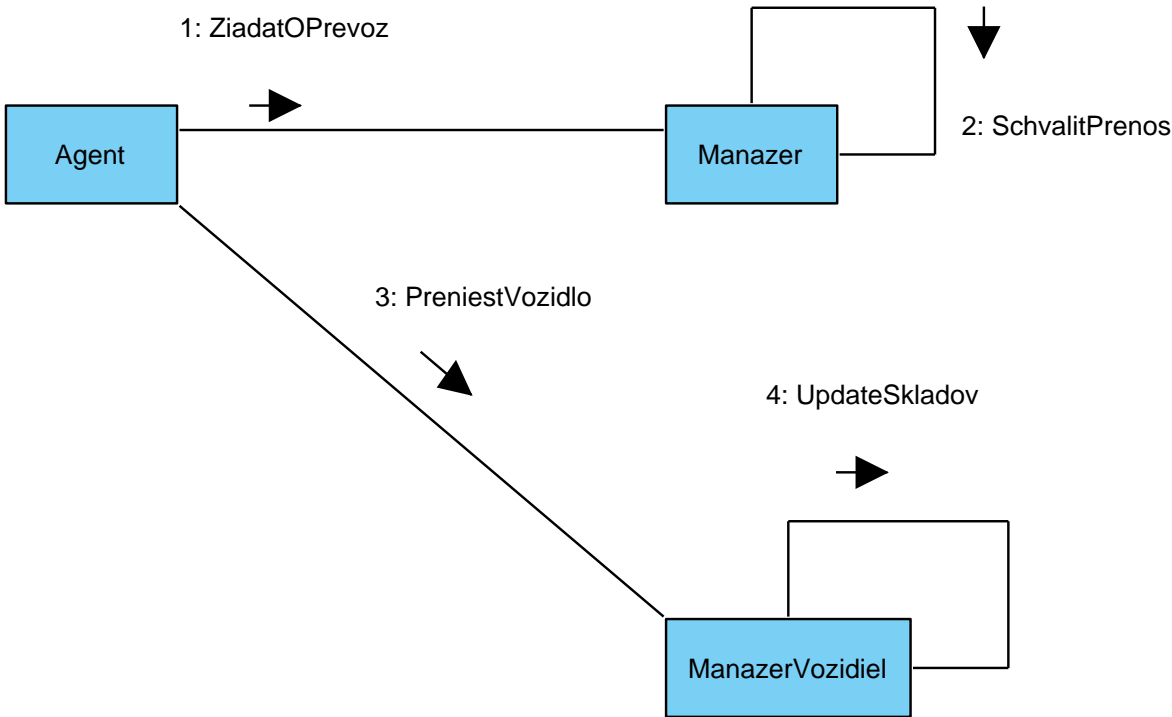 1: ZiadatOPrevoz
Agent
Manazer
2: SchvalitPrenos
3: PreniestVozidlo
4: UpdateSkladov
ManazerVozidiel